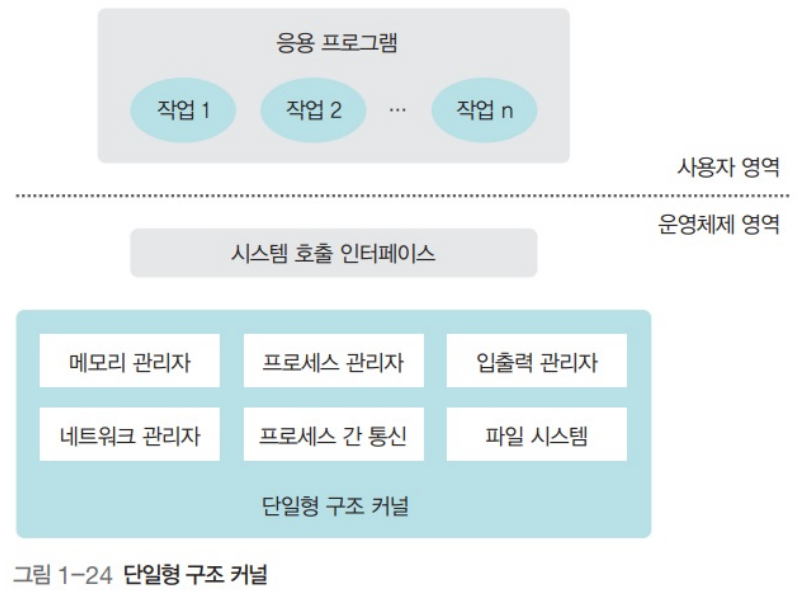 응용 프로그램
작업 1 작업 2 … 작업 n
사용자 영역
운영체제 영역
시스템 호출 인터페이스
메모리 관리자 프로세스 관리자 입출력 관리자
네트워크 관리자 프로세스 간 통신 파일 시스템
단일형 구조 커널
그림 1-24 단일형 구조 커널